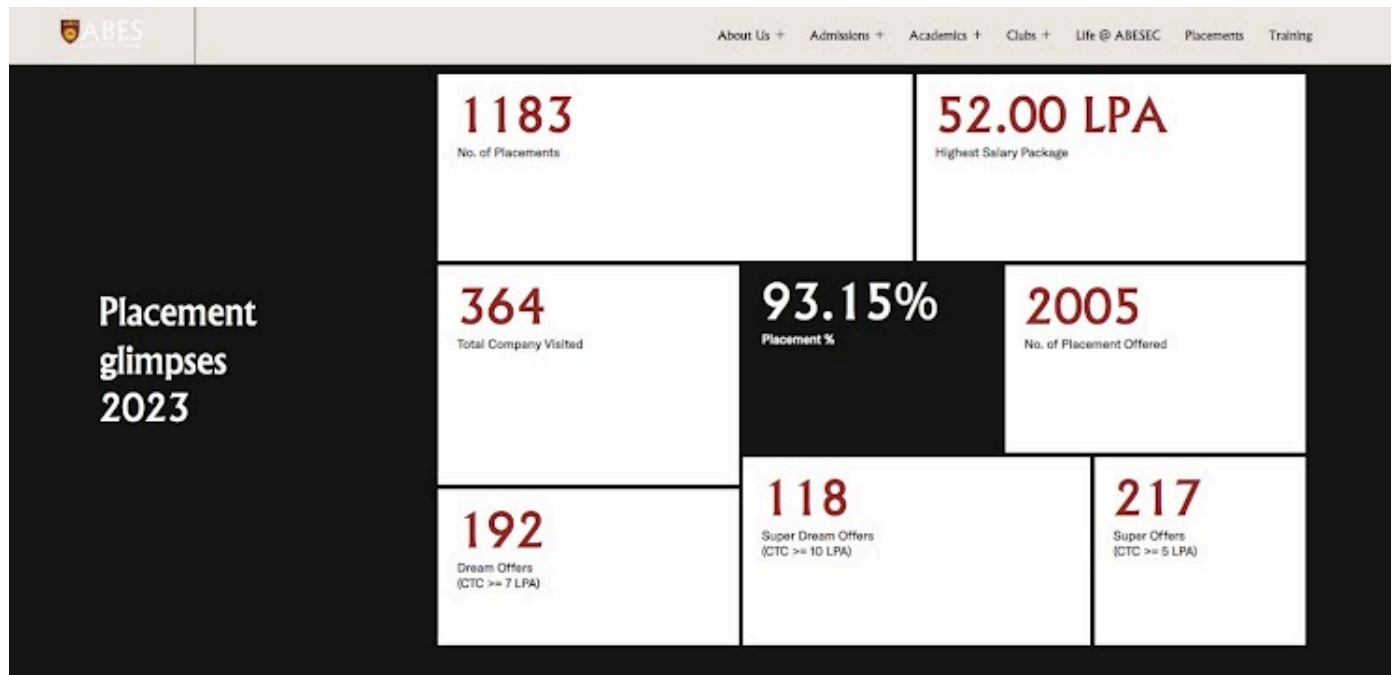 ABES
About Us + Admissions + Academics + Clubs + Life @ ABESEC Placements Training
Placement
glimpses
2023
1183
No. of Placements
52.00 LPA
Highest Salary Package
364
Total Company Visited
93.15%
Placement %
2005
No. of Placement Offered
192
Dream Offers
(CTC >= 7 LPA)
118
Super Dream Offers
(CTC >= 10 LPA)
217
Super Offers
(CTC >= 5 LPA)